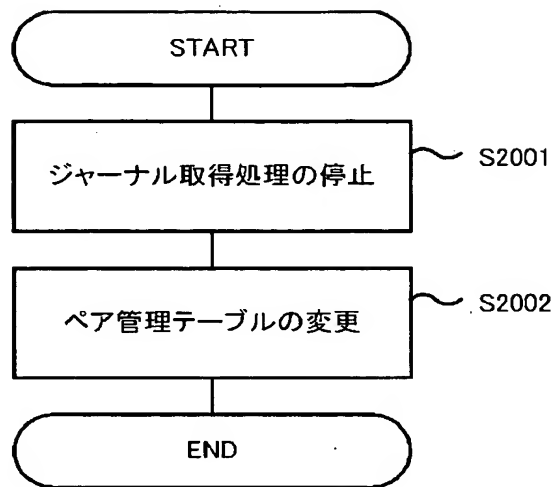 START
ジャーナル取得処理の停止
S2001
ペア管理テーブルの変更
S2002
END